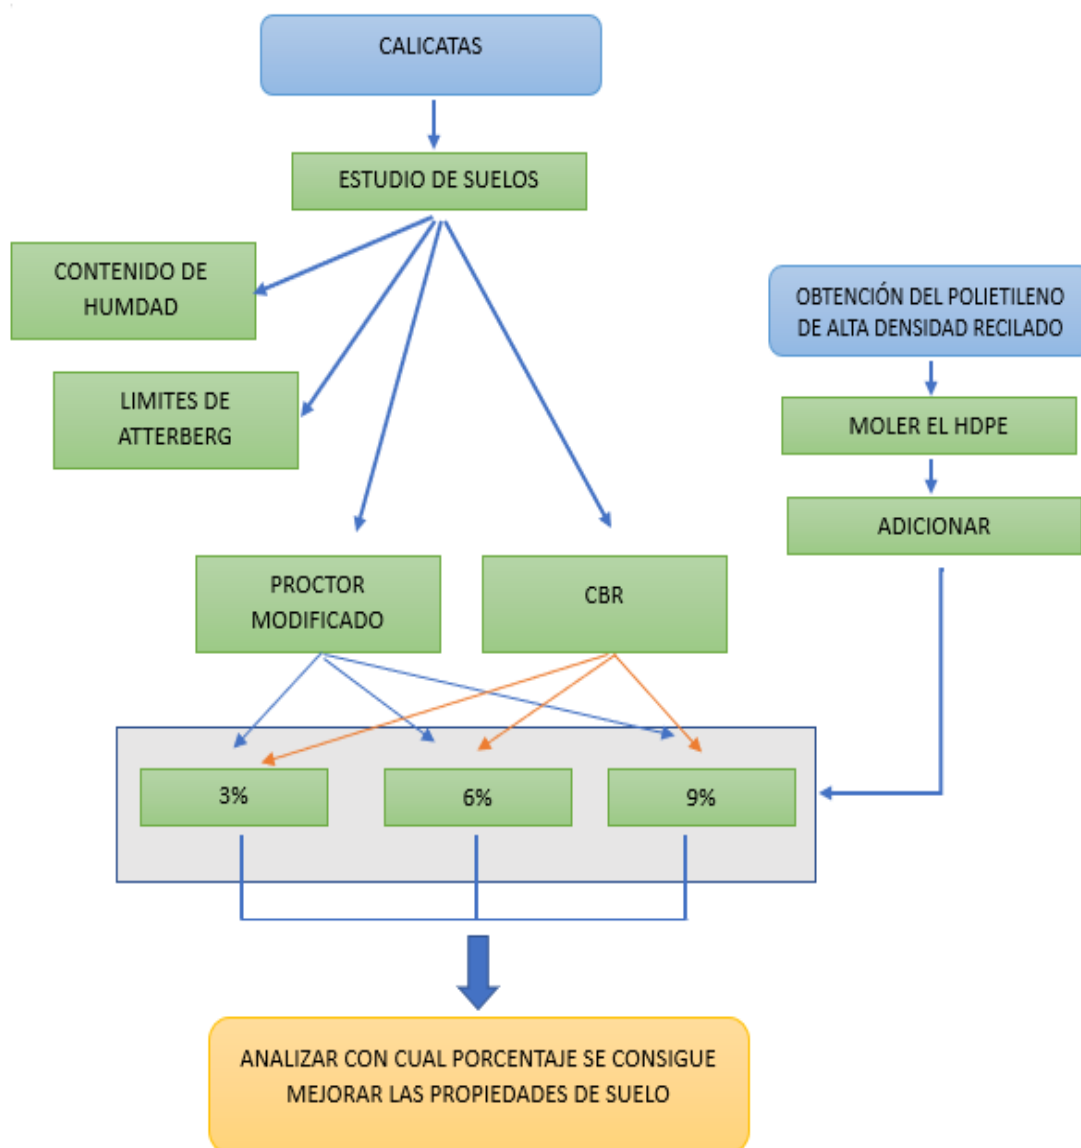 CALICATAS
ESTUDIO DE SUELOS
CONTENIDO DE
HUMDAD
LIMITES DE
ATTERBERG
OBTENCIÓN DEL POLIETILENO
DE ALTA DENSIDAD RECILADO
MOLER EL HDPE
ADICIONAR
PROCTOR
MODIFICADO
CBR
3%
6%
9%
ANALIZAR CON CUAL PORCENTAJE SE CONSIGUE
MEJORAR LAS PROPIEDADES DE SUELO